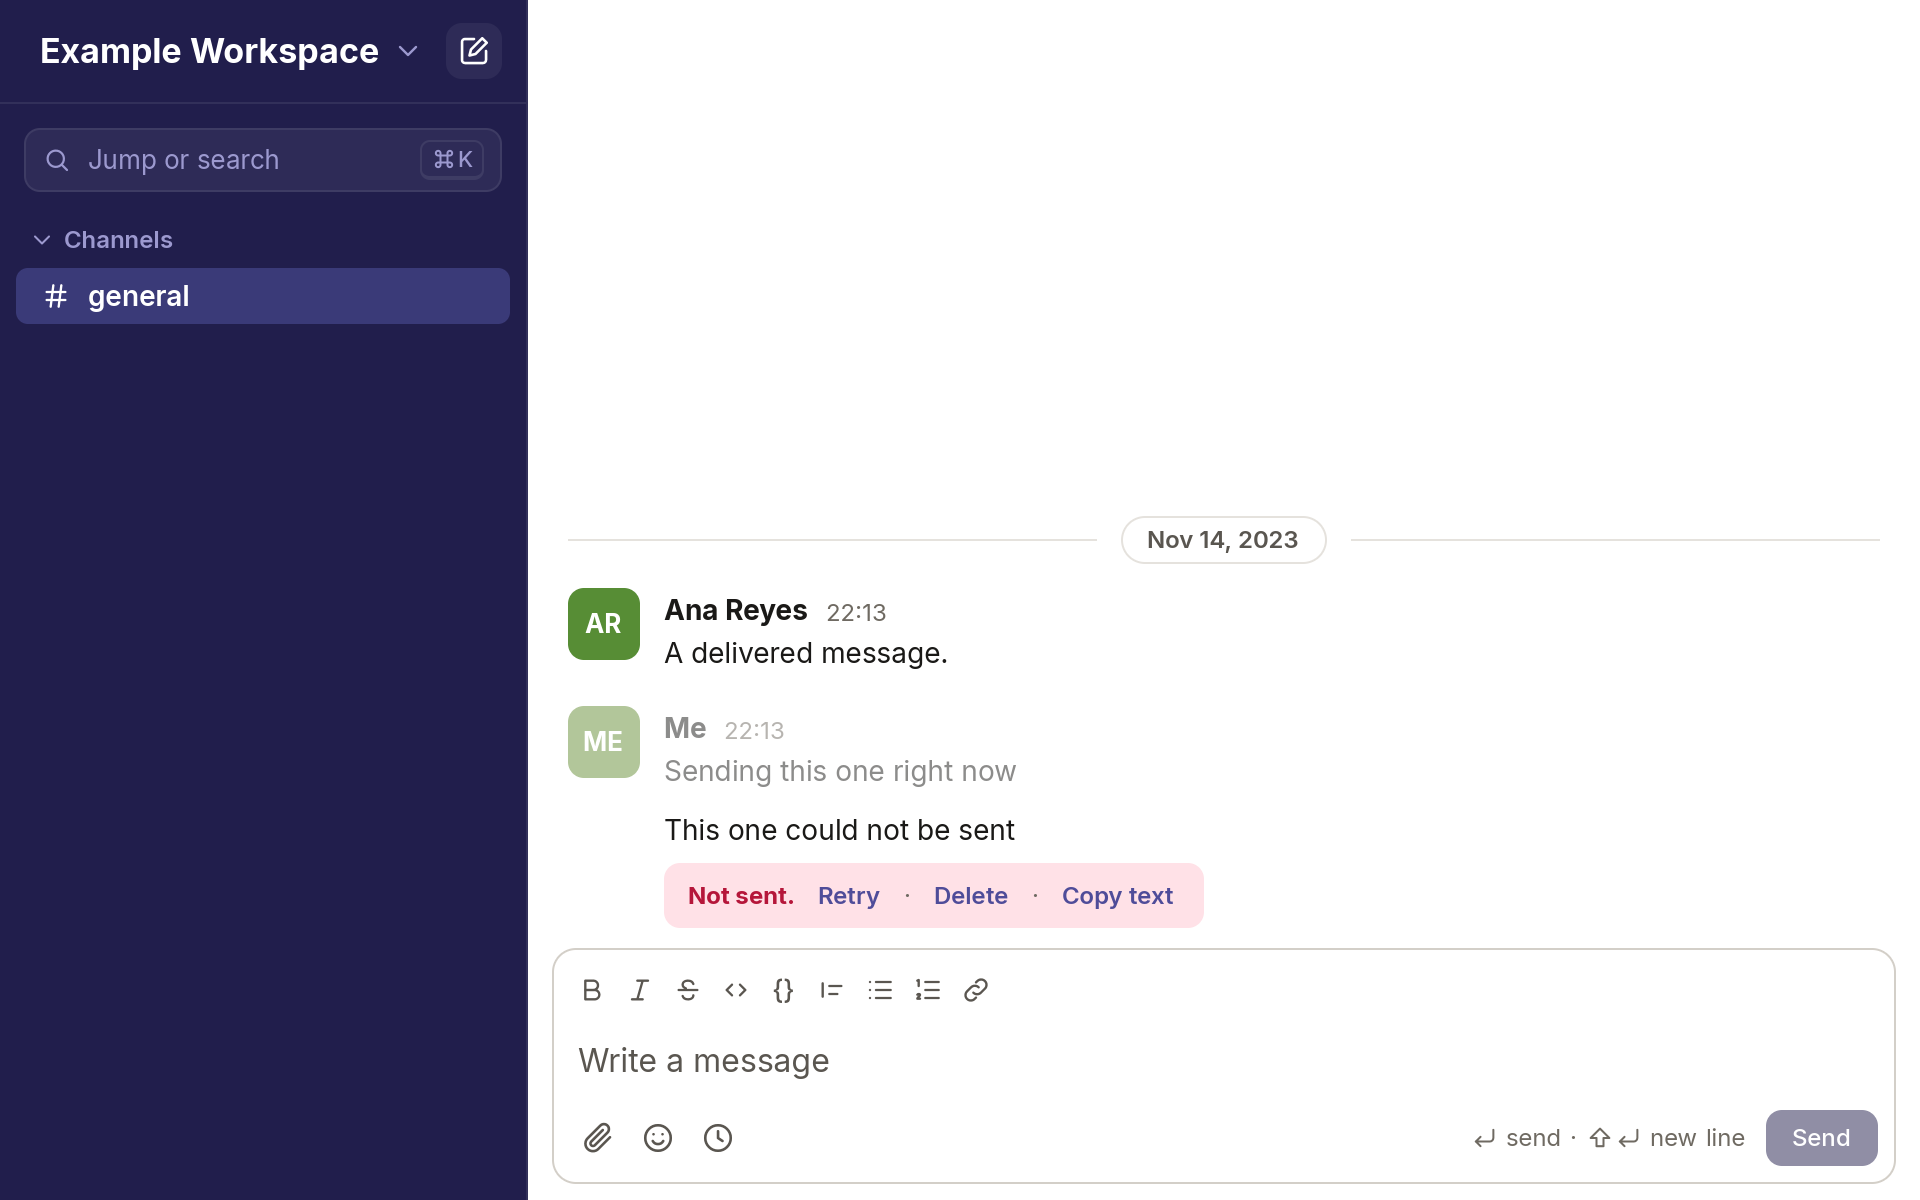 Example Workspace
Jump or search ⌘K
Channels
# general
Nov 14, 2023
AR
Ana Reyes 22:13
A delivered message.
ME
Me 22:13
Sending this one right now
This one could not be sent
Not sent. Retry · Delete · Copy text
Write a message
send · new line
Send